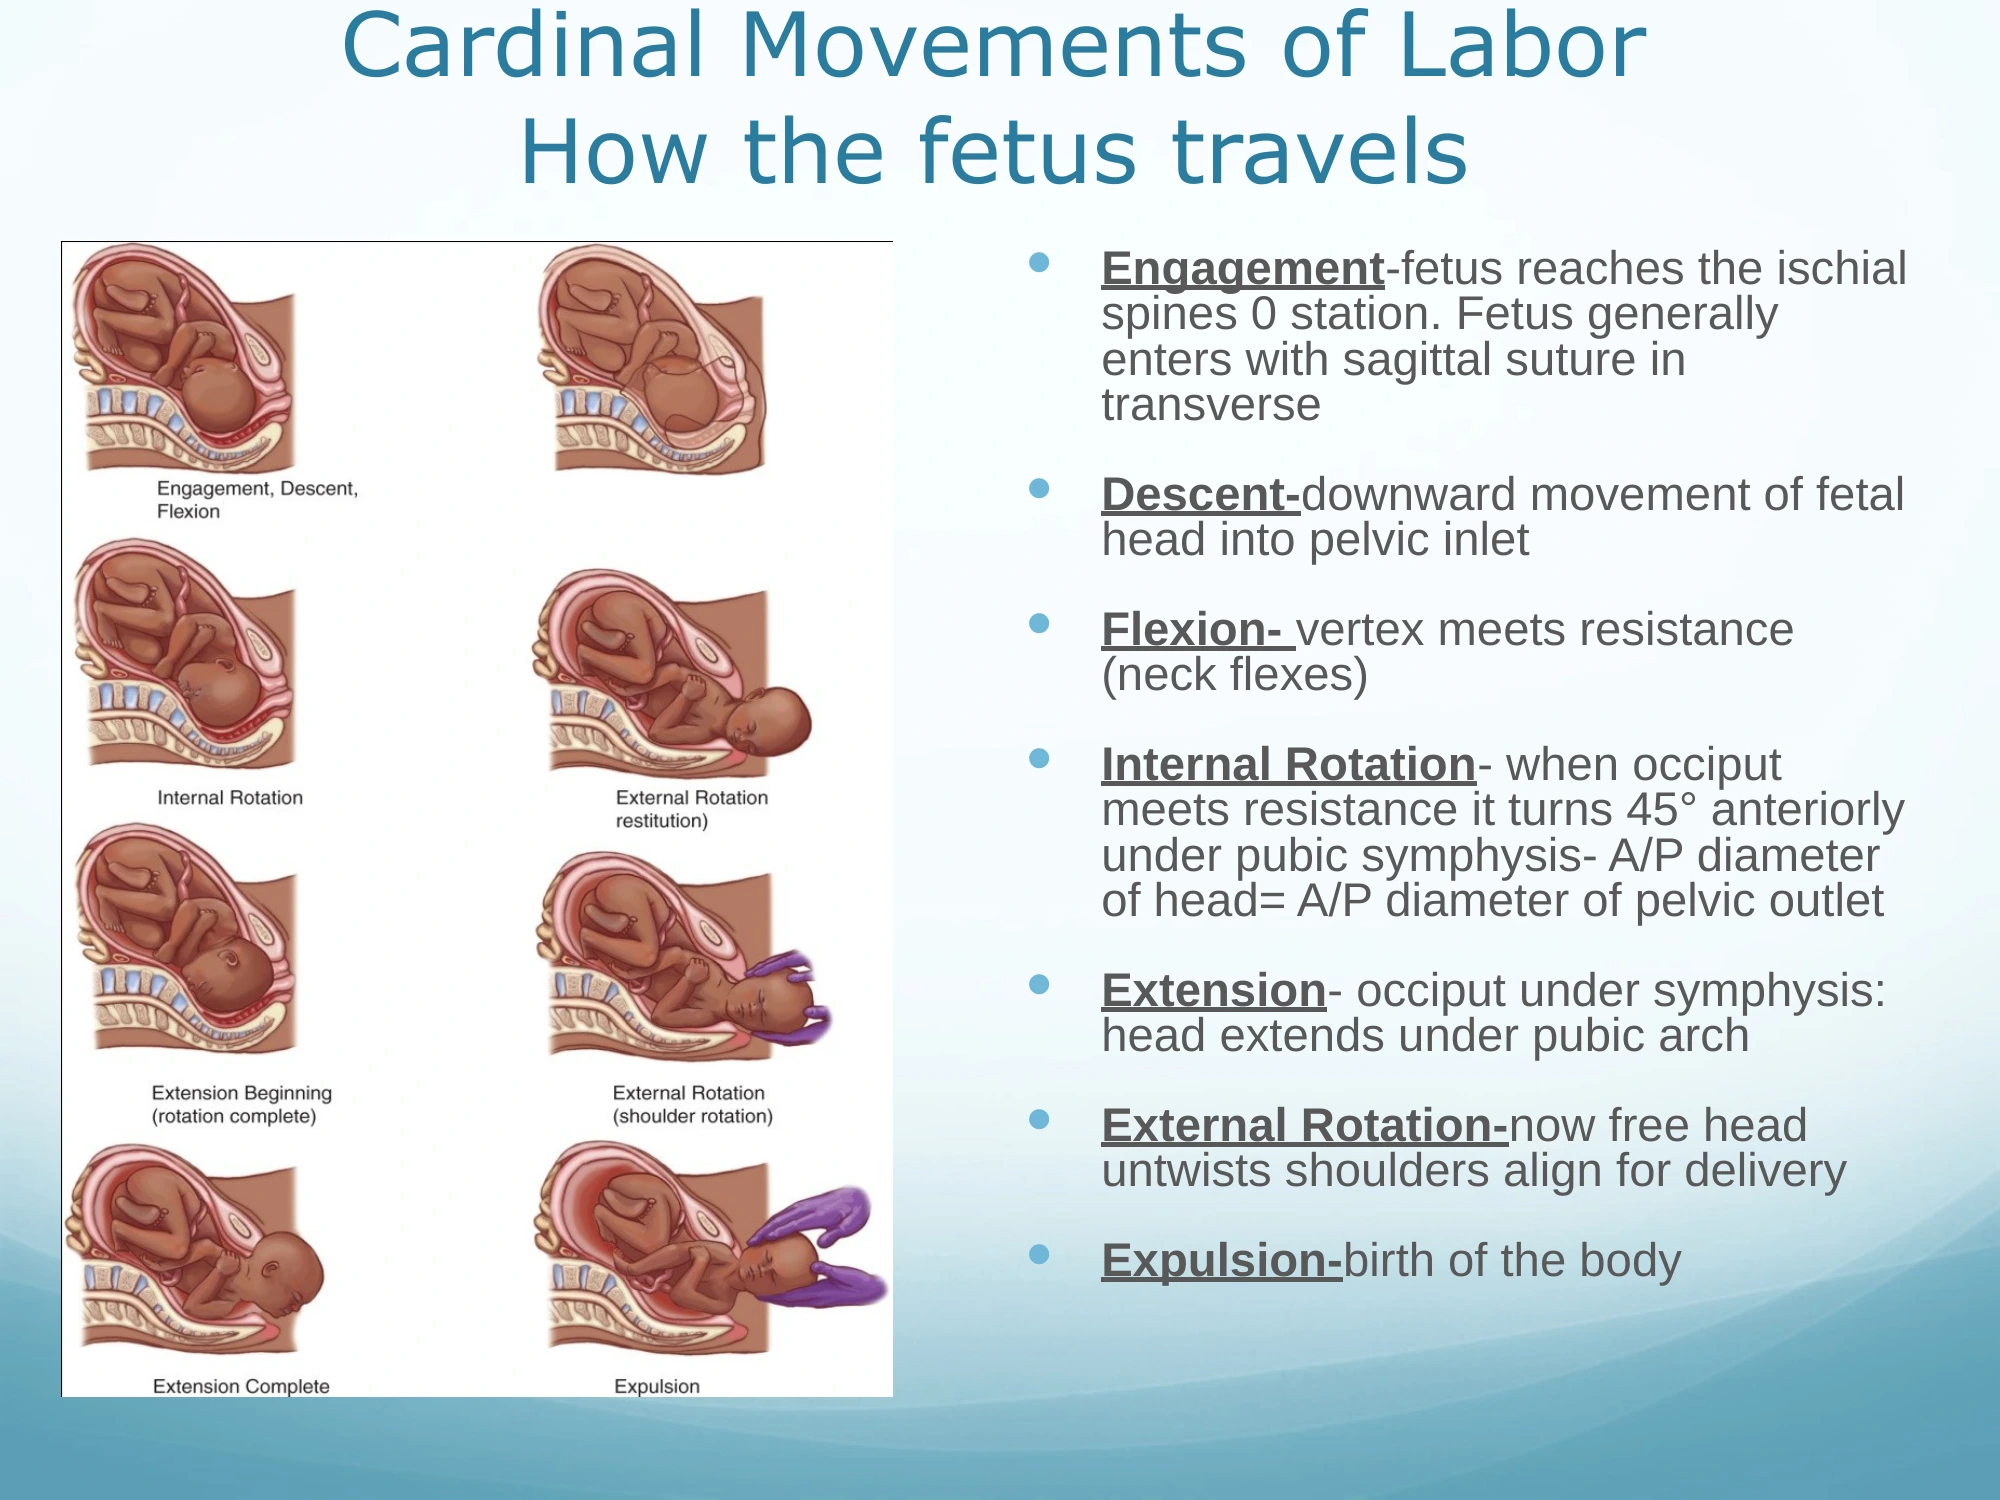 Cardinal Movements of Labor
How the fetus travels
Engagement, Descent,
Flexion
Internal Rotation
External Rotation
restitution)
Extension Beginning
(rotation complete)
External Rotation
(shoulder rotation)
Extension Complete
Expulsion
Engagement-fetus reaches the ischial
spines 0 station. Fetus generally
enters with sagittal suture in
transverse
Descent-downward movement of fetal
head into pelvic inlet
Flexion- vertex meets resistance
(neck flexes)
Internal Rotation- when occiput
meets resistance it turns 45° anteriorly
under pubic symphysis- A/P diameter
of head= A/P diameter of pelvic outlet
Extension- occiput under symphysis:
head extends under pubic arch
External Rotation-now free head
untwists shoulders align for delivery
Expulsion-birth of the body